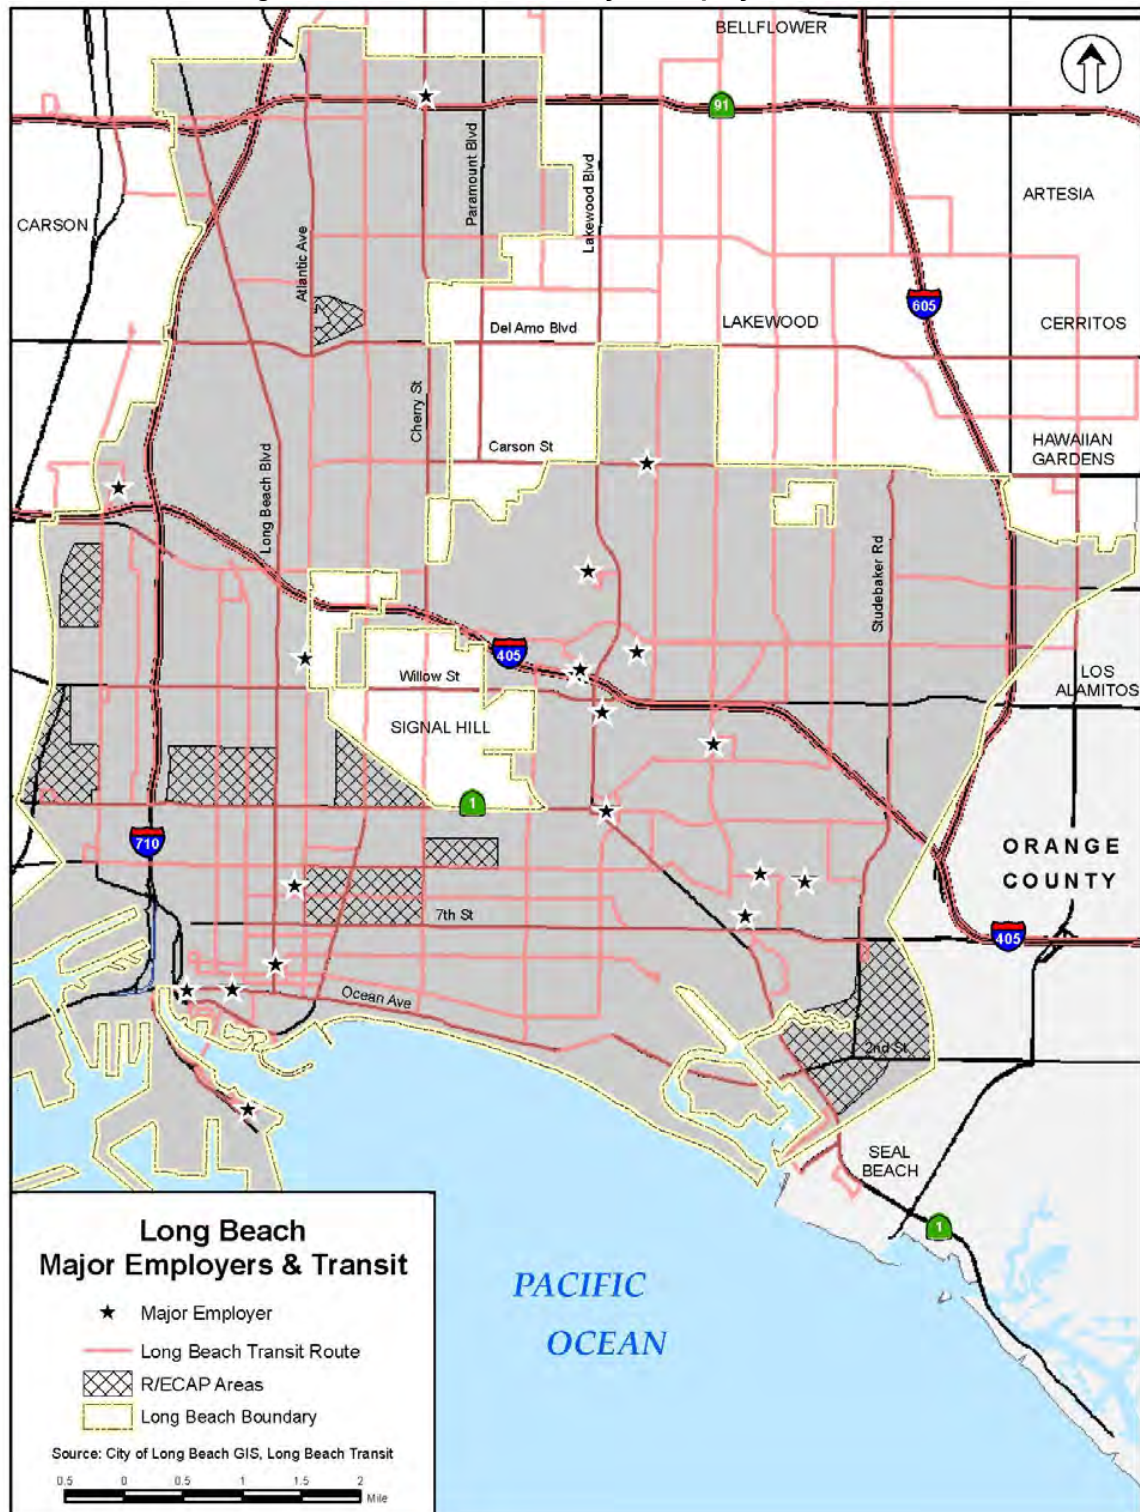 BELLFLOWER
91
Paramount Blvd
Lakewood Blvd
ARTESIA
CARSON
Atlantic Ave
605
Del Amo Blvd
LAKEWOOD
CERRITOS
Cherry St
Carson St
HAWAIIAN
GARDENS
Long Beach Blvd
Studebaker Rd
405
Willow St
LOS
ALAMITOS
SIGNAL HILL
1
710
ORANGE
COUNTY
7th St
405
Ocean Ave
2nd St
SEAL
BEACH
1
Long Beach
Major Employers & Transit
Major Employer
Long Beach Transit Route
R/ECAP Areas
Long Beach Boundary
Source: City of Long Beach GIS, Long Beach Transit
0.5 0 0.5 1 1.5 2
Mile
PACIFIC
OCEAN